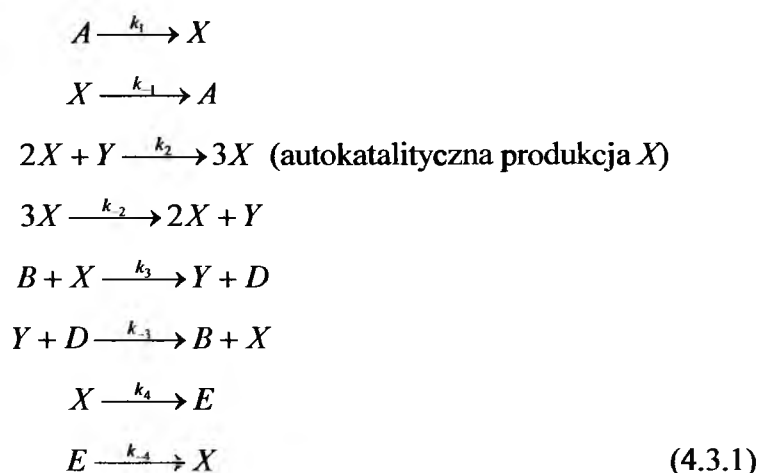 A —k₁→ X
X —k₋₁→ A
2X + Y —k₂→ 3X (autokatalityczna produkcja X)
3X —k₋₂→ 2X + Y
B + X —k₃→ Y + D
Y + D —k₋₃→ B + X
X —k₄→ E
E —k₋₄→ X (4.3.1)